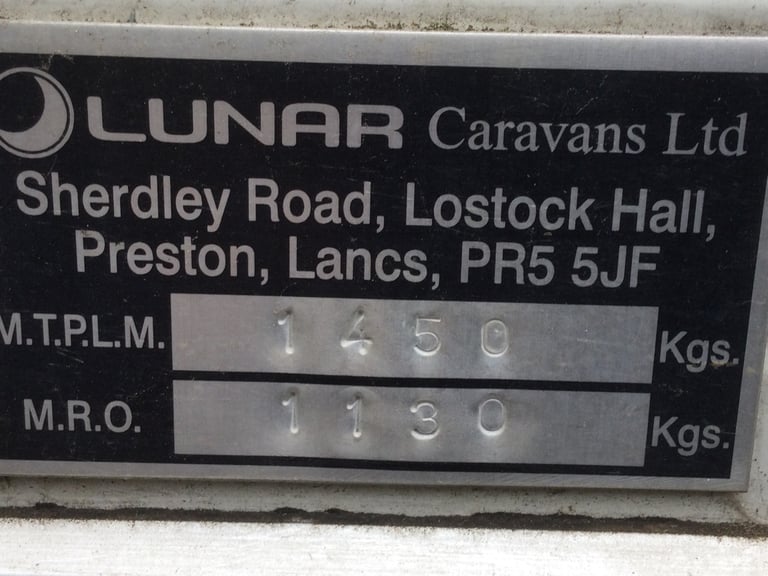 LUNAR Caravans Ltd
Sherdley Road, Lostock Hall,
Preston, Lancs, PR5 5JF
M.T.P.L.M. 1450 Kgs.
M.R.O. 1130 Kgs.